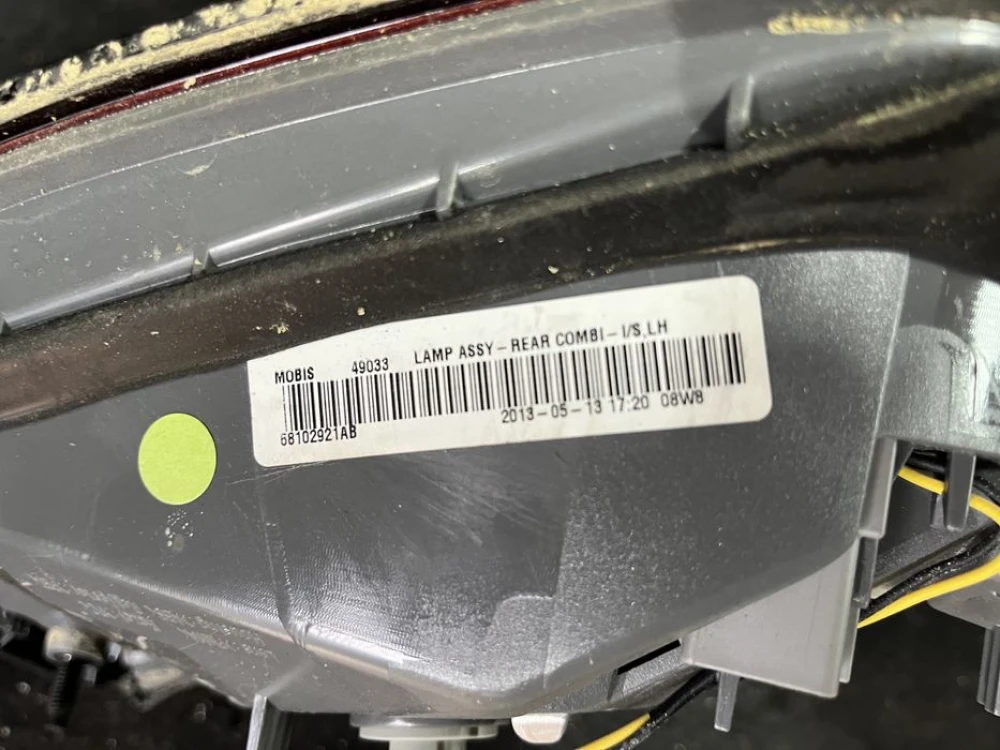 MOBIS 49033 LAMP ASSY-REAR COMBI-I/S,LH
68102921AB 2013-05-13 17:20 08W8